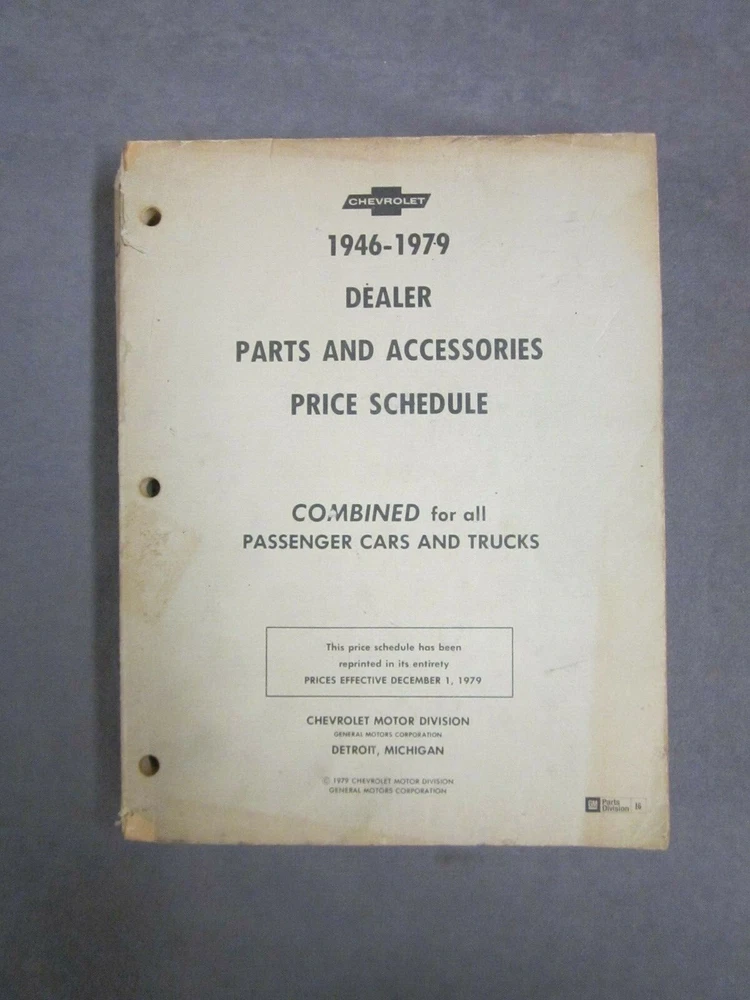 CHEVROLET
1946-1979
DEALER
PARTS AND ACCESSORIES
PRICE SCHEDULE
COMBINED for all
PASSENGER CARS AND TRUCKS
This price schedule has been
reprinted in its entirety
PRICES EFFECTIVE DECEMBER 1, 1979
CHEVROLET MOTOR DIVISION
GENERAL MOTORS CORPORATION
DETROIT, MICHIGAN
© 1979 CHEVROLET MOTOR DIVISION
GENERAL MOTORS CORPORATION
GM Parts
Division 16